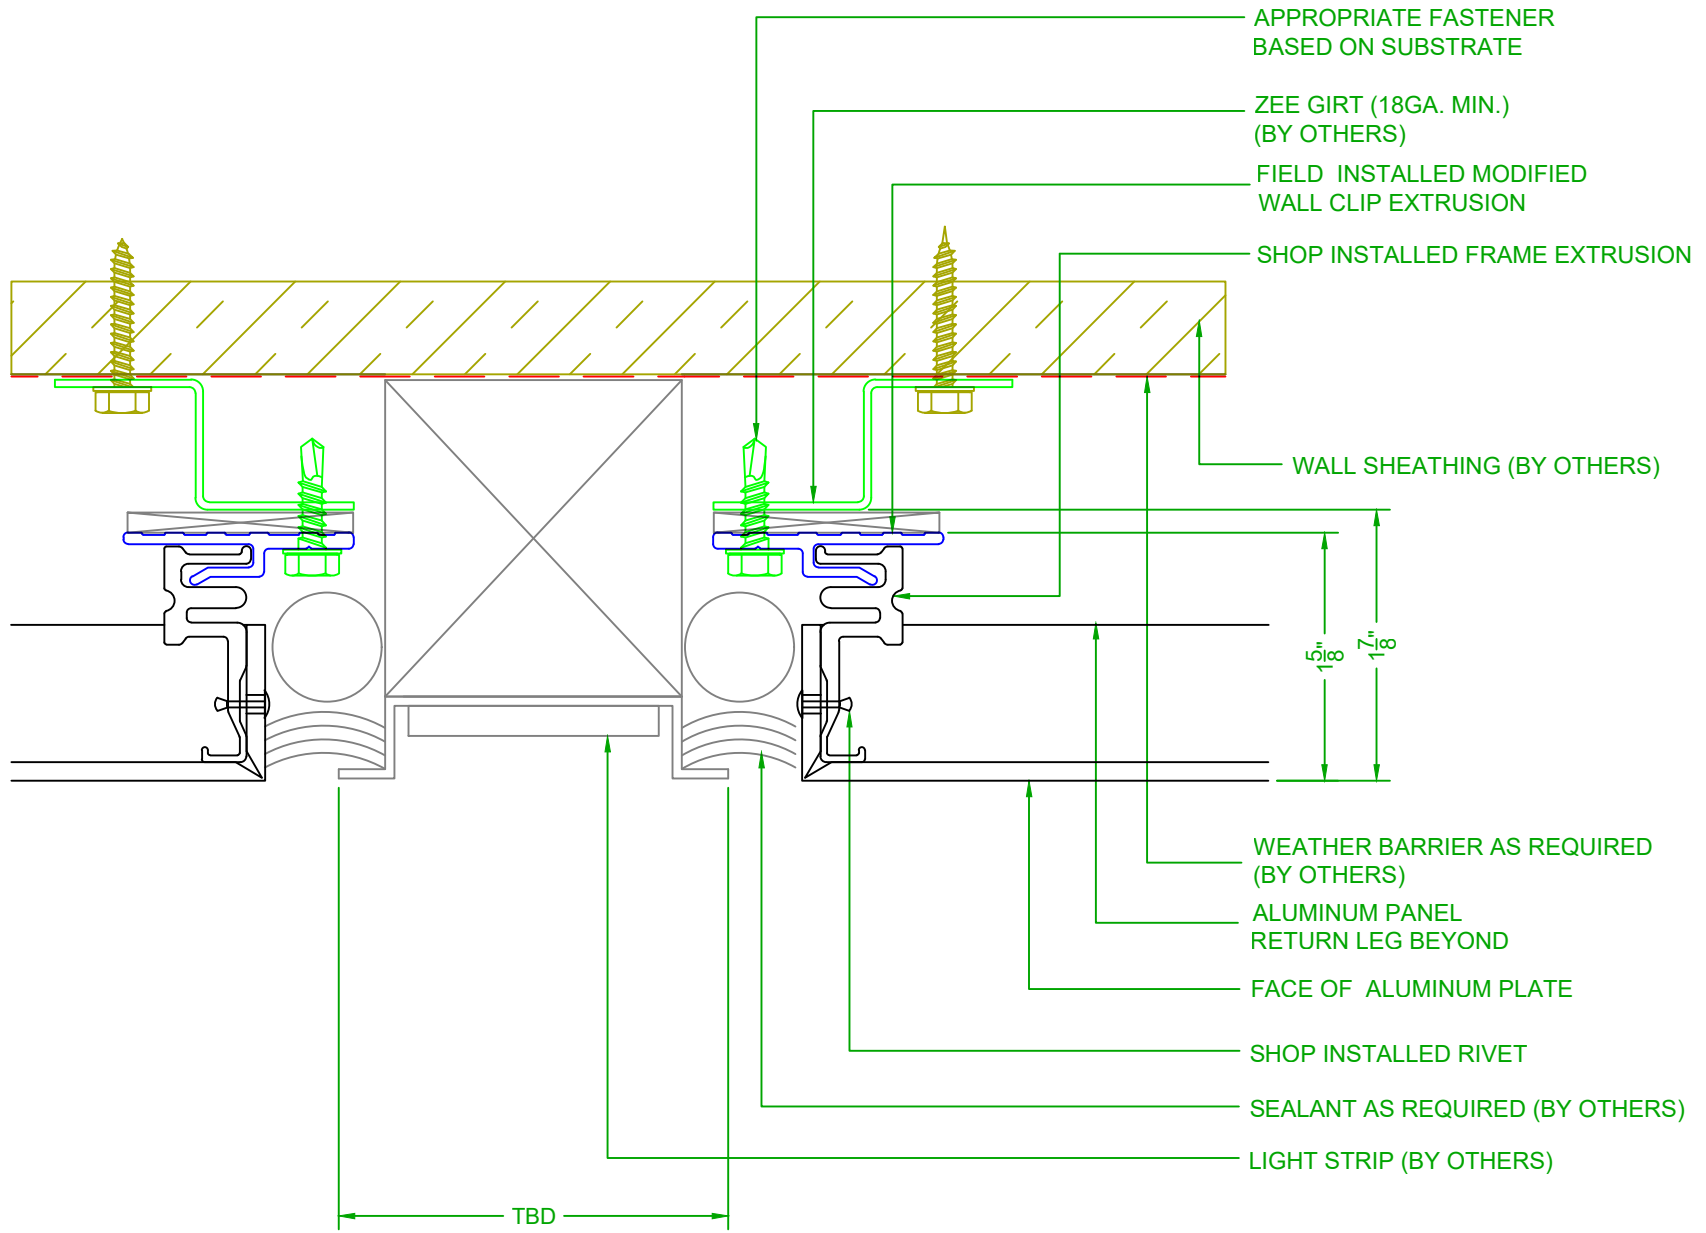 APPROPRIATE FASTENER
BASED ON SUBSTRATE
ZEE GIRT (18GA. MIN.)
(BY OTHERS)
FIELD INSTALLED MODIFIED
WALL CLIP EXTRUSION
SHOP INSTALLED FRAME EXTRUSION
WALL SHEATHING (BY OTHERS)
1 5/8"
1 7/8"
WEATHER BARRIER AS REQUIRED
(BY OTHERS)
ALUMINUM PANEL
RETURN LEG BEYOND
FACE OF ALUMINUM PLATE
SHOP INSTALLED RIVET
SEALANT AS REQUIRED (BY OTHERS)
LIGHT STRIP (BY OTHERS)
TBD